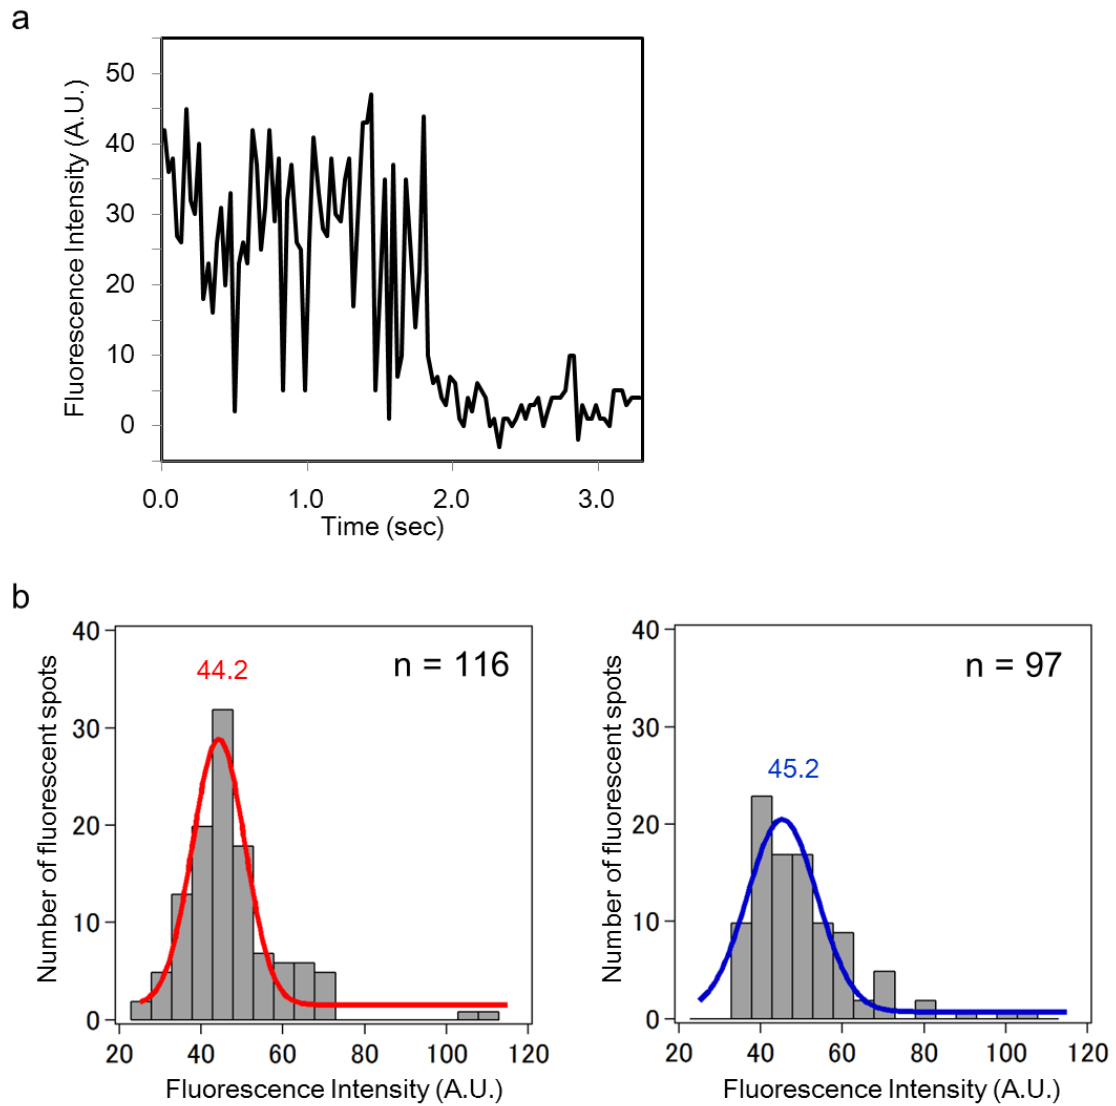 a
Fluorescence Intensity (A.U.)
50
40
30
20
10
0
0.0 1.0 2.0 3.0
Time (sec)
b
Number of fluorescent spots
40
30
20
10
0
44.2
n = 116
20 40 60 80 100 120
Fluorescence Intensity (A.U.)
Number of fluorescent spots
40
30
20
10
0
45.2
n = 97
20 40 60 80 100 120
Fluorescence Intensity (A.U.)